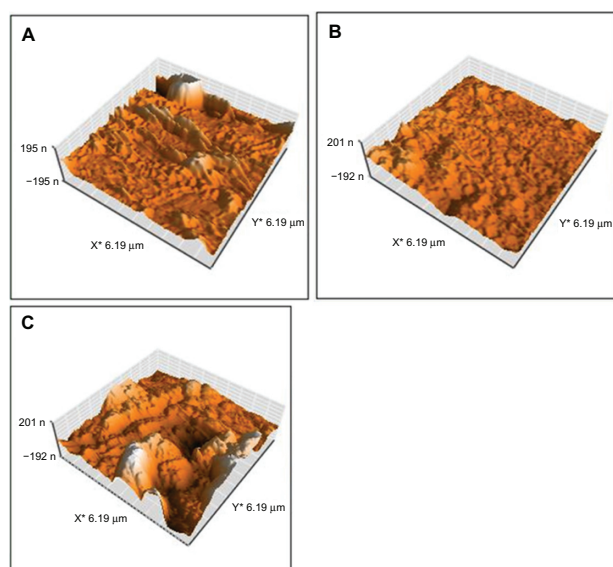 A
195 n
−195 n
X* 6.19 µm
Y* 6.19 µm
B
201 n
−192 n
X* 6.19 µm
Y* 6.19 µm
C
201 n
−192 n
X* 6.19 µm
Y* 6.19 µm